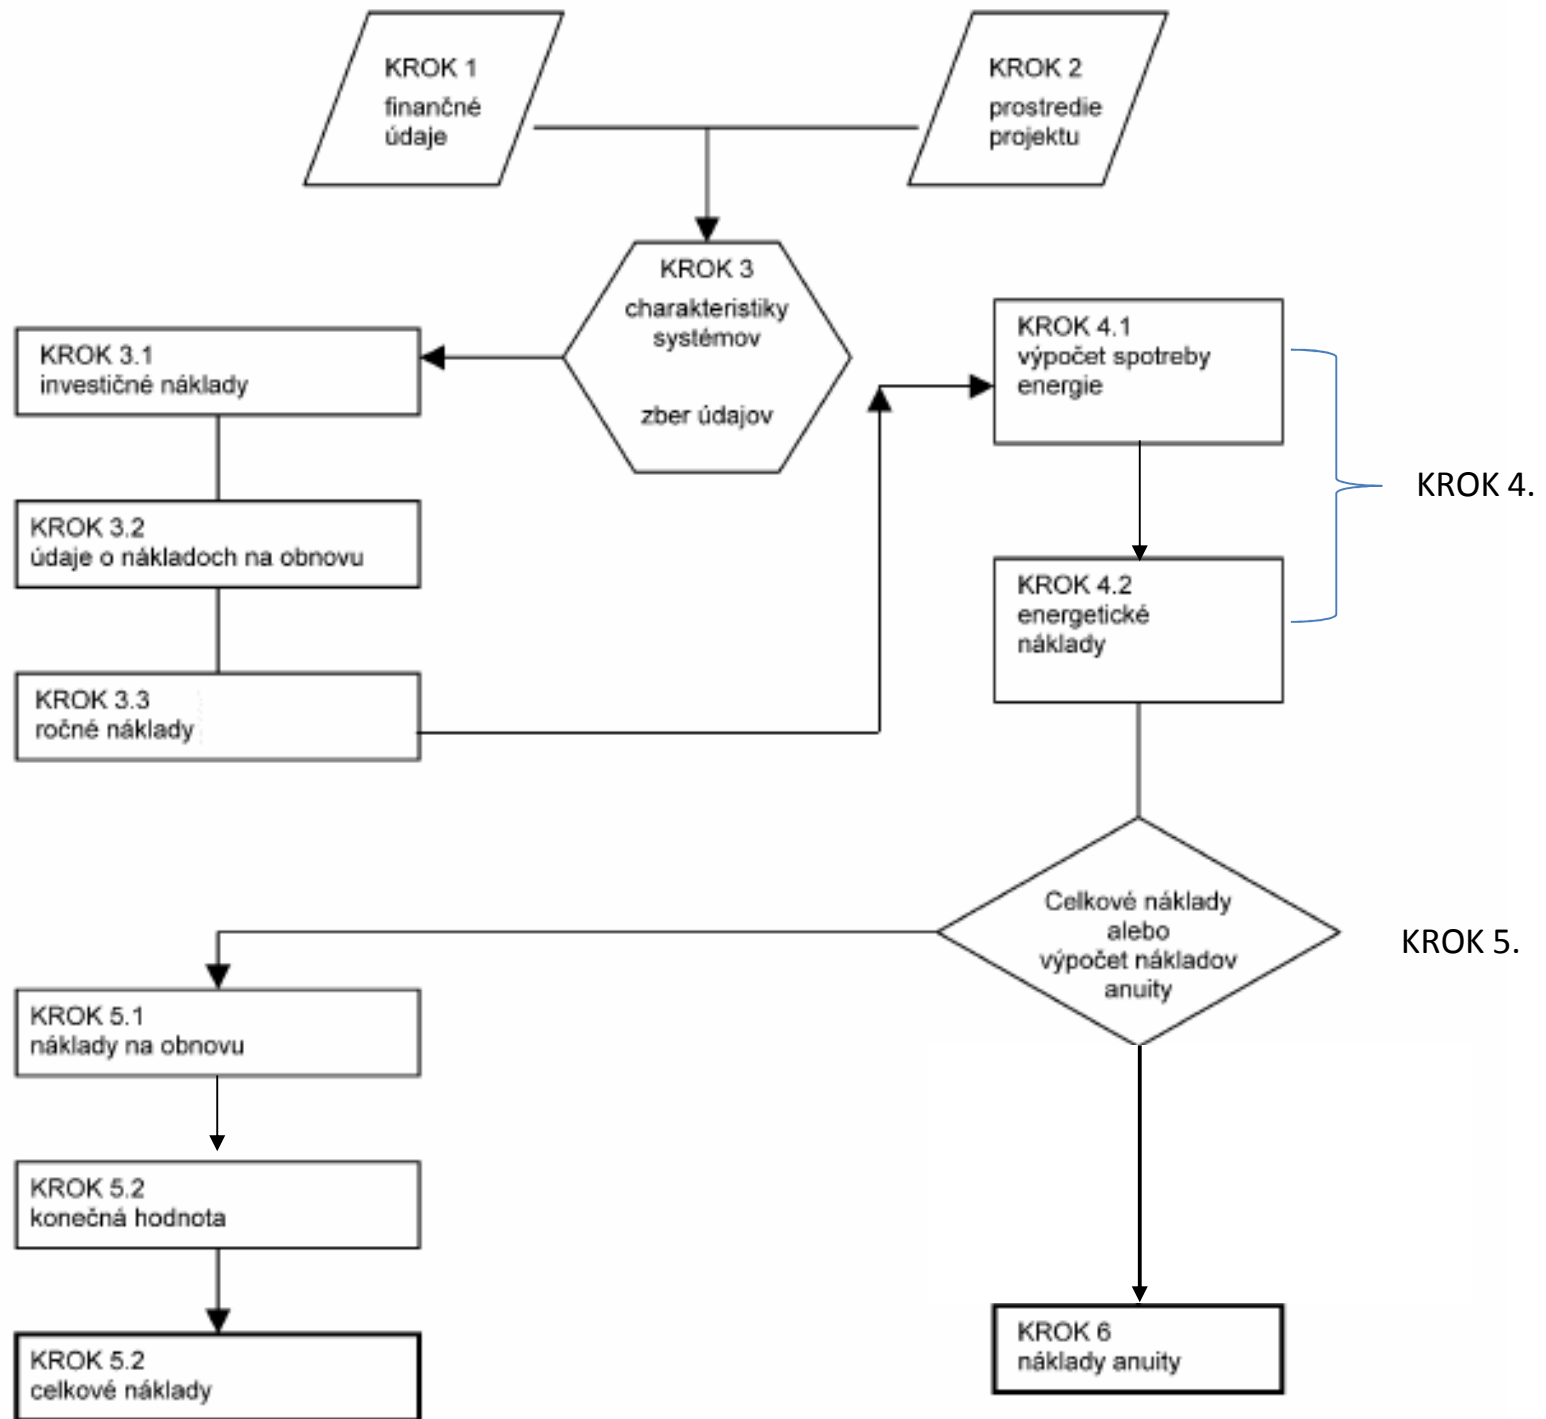 KROK 1
finančné
údaje
KROK 2
prostredie
projektu
KROK 3
charakteristiky
systémov
zber údajov
KROK 3.1
investičné náklady
KROK 3.2
údaje o nákladoch na obnovu
KROK 3.3
ročné náklady
KROK 4.1
výpočet spotreby
energie
KROK 4.
KROK 4.2
energetické
náklady
Celkové náklady
alebo
výpočet nákladov
anuity
KROK 5.
KROK 5.1
náklady na obnovu
KROK 5.2
konečná hodnota
KROK 5.2
celkové náklady
KROK 6
náklady anuity